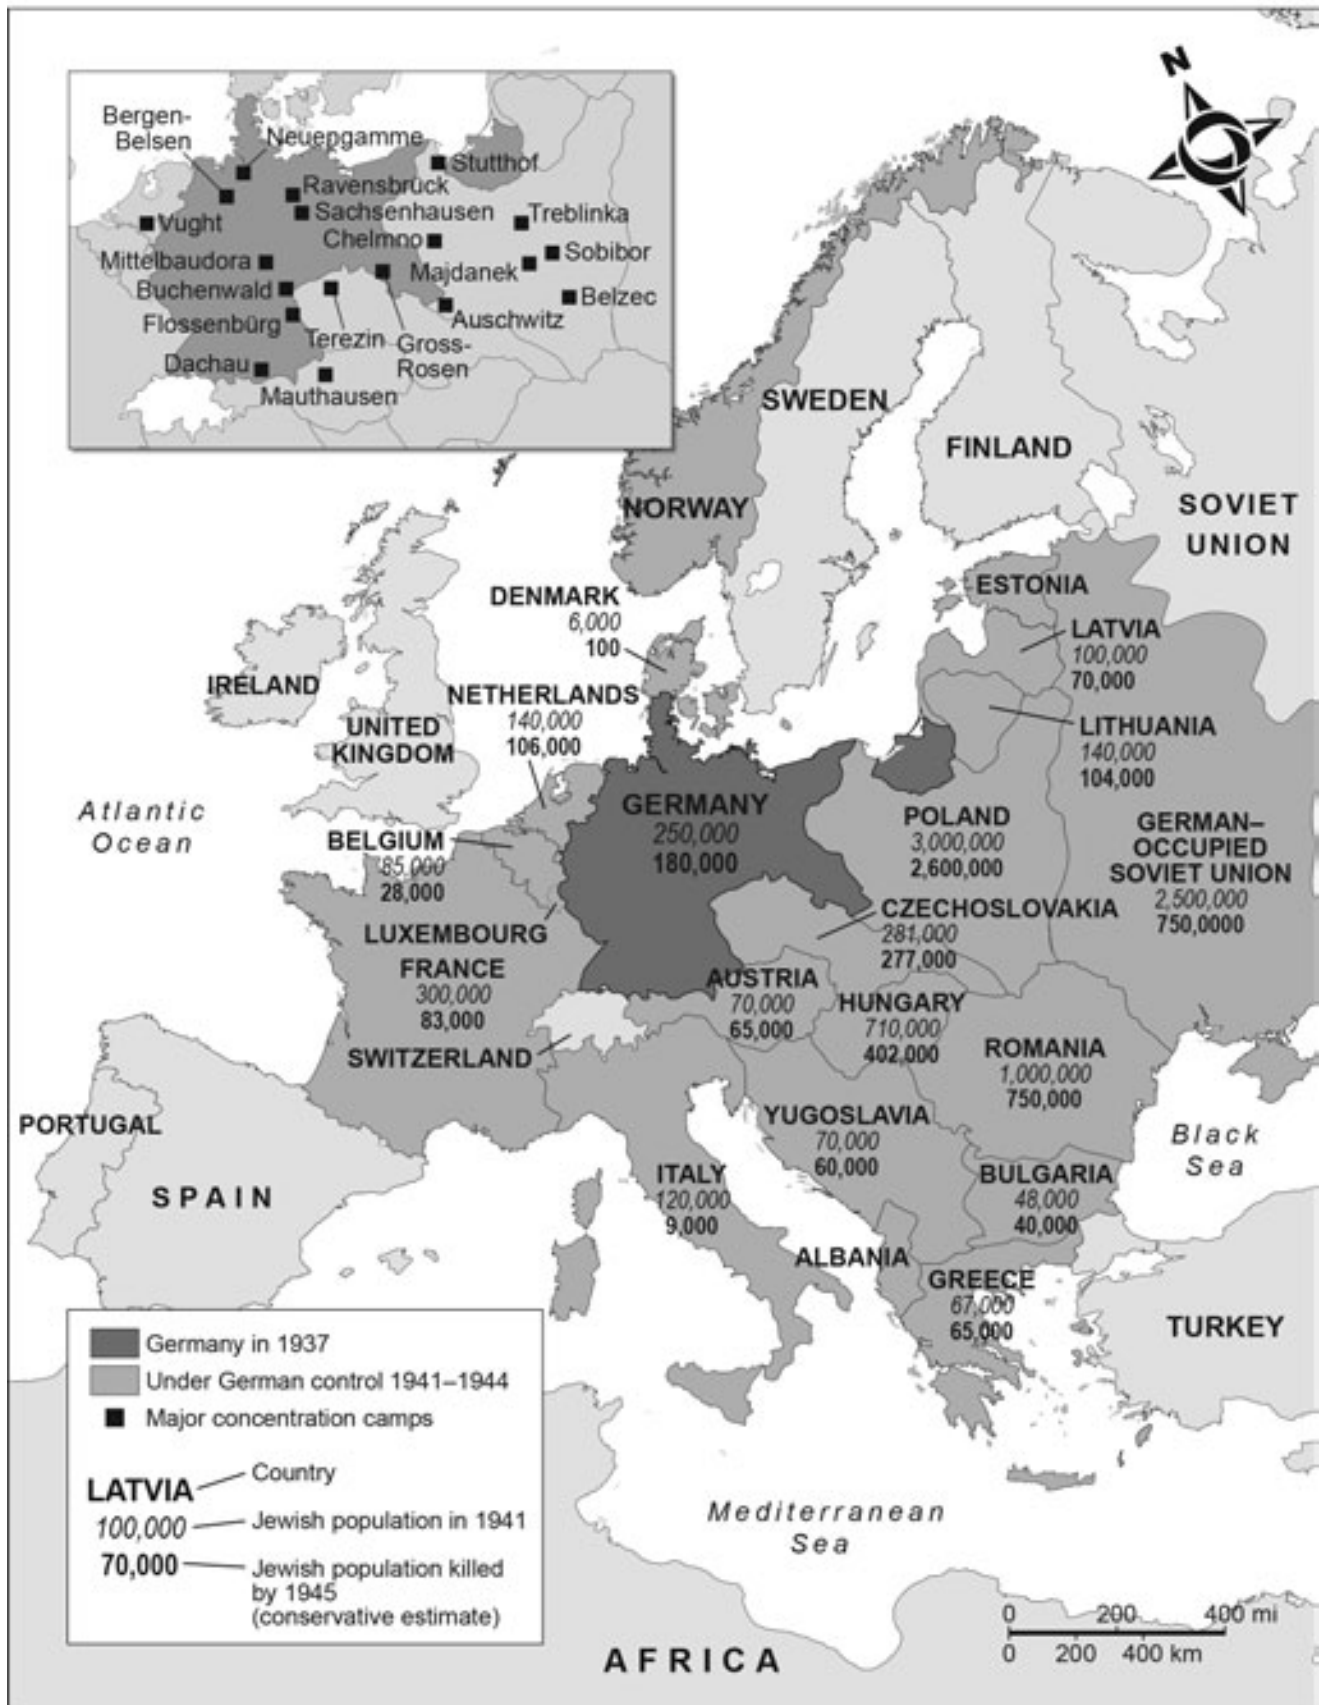 N
Bergen-
Belsen
Neuepgamme
Stutthof
Ravensbrück
Sachsenhausen
Vught
Treblinka
Chelmno
Sobibor
Mittelbaudora
Majdanek
Buchenwald
Belzec
Flossenbürg
Auschwitz
Terezin
Gross-
Rosen
Dachau
Mauthausen
SWEDEN
FINLAND
NORWAY
SOVIET
UNION
ESTONIA
DENMARK
6,000
100
LATVIA
100,000
70,000
IRELAND
NETHERLANDS
140,000
106,000
UNITED
KINGDOM
LITHUANIA
140,000
104,000
Atlantic
Ocean
GERMANY
250,000
180,000
POLAND
3,000,000
2,600,000
GERMAN–
OCCUPIED
SOVIET UNION
2,500,000
750,0000
BELGIUM
85,000
28,000
CZECHOSLOVAKIA
281,000
277,000
LUXEMBOURG
FRANCE
300,000
83,000
AUSTRIA
70,000
65,000
HUNGARY
710,000
402,000
SWITZERLAND
ROMANIA
1,000,000
750,000
PORTUGAL
SPAIN
YUGOSLAVIA
70,000
60,000
Black
Sea
ITALY
120,000
9,000
BULGARIA
48,000
40,000
ALBANIA
GREECE
67,000
65,000
TURKEY
Germany in 1937
Under German control 1941–1944
Major concentration camps
LATVIA
Country
100,000
Jewish population in 1941
70,000
Jewish population killed
by 1945
(conservative estimate)
Mediterranean
Sea
0 200 400 mi
0 200 400 km
AFRICA